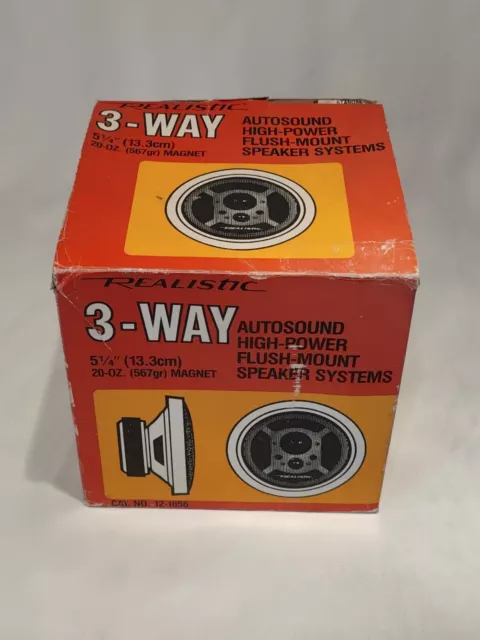 REALISTIC
3-WAY
AUTOSOUND
HIGH-POWER
FLUSH-MOUNT
SPEAKER SYSTEMS
5¼" (13.3cm)
20-OZ. (567gr) MAGNET
REALISTIC
REALISTIC
3-WAY
AUTOSOUND
HIGH-POWER
FLUSH-MOUNT
SPEAKER SYSTEMS
5¼" (13.3cm)
20-OZ. (567gr) MAGNET
REALISTIC
CAT. NO. 12-1856